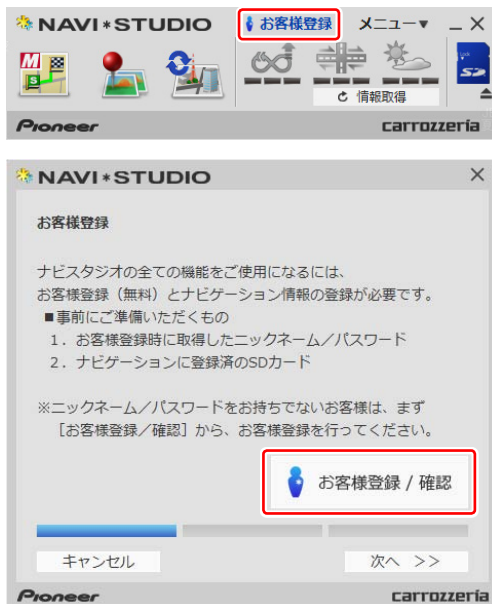 NAVI*STUDIO お客様登録 メニュー▼
情報取得
Pioneer carrozzeria
NAVI*STUDIO
お客様登録
ナビスタジオの全ての機能をご使用になるには、
お客様登録（無料）とナビゲーション情報の登録が必要です。
■事前にご準備いただくもの
1．お客様登録時に取得したニックネーム／パスワード
2．ナビゲーションに登録済のSDカード
※ニックネーム／パスワードをお持ちでないお客様は、まず
［お客様登録／確認］から、お客様登録を行ってください。
お客様登録 / 確認
キャンセル 次へ >>
Pioneer carrozzeria